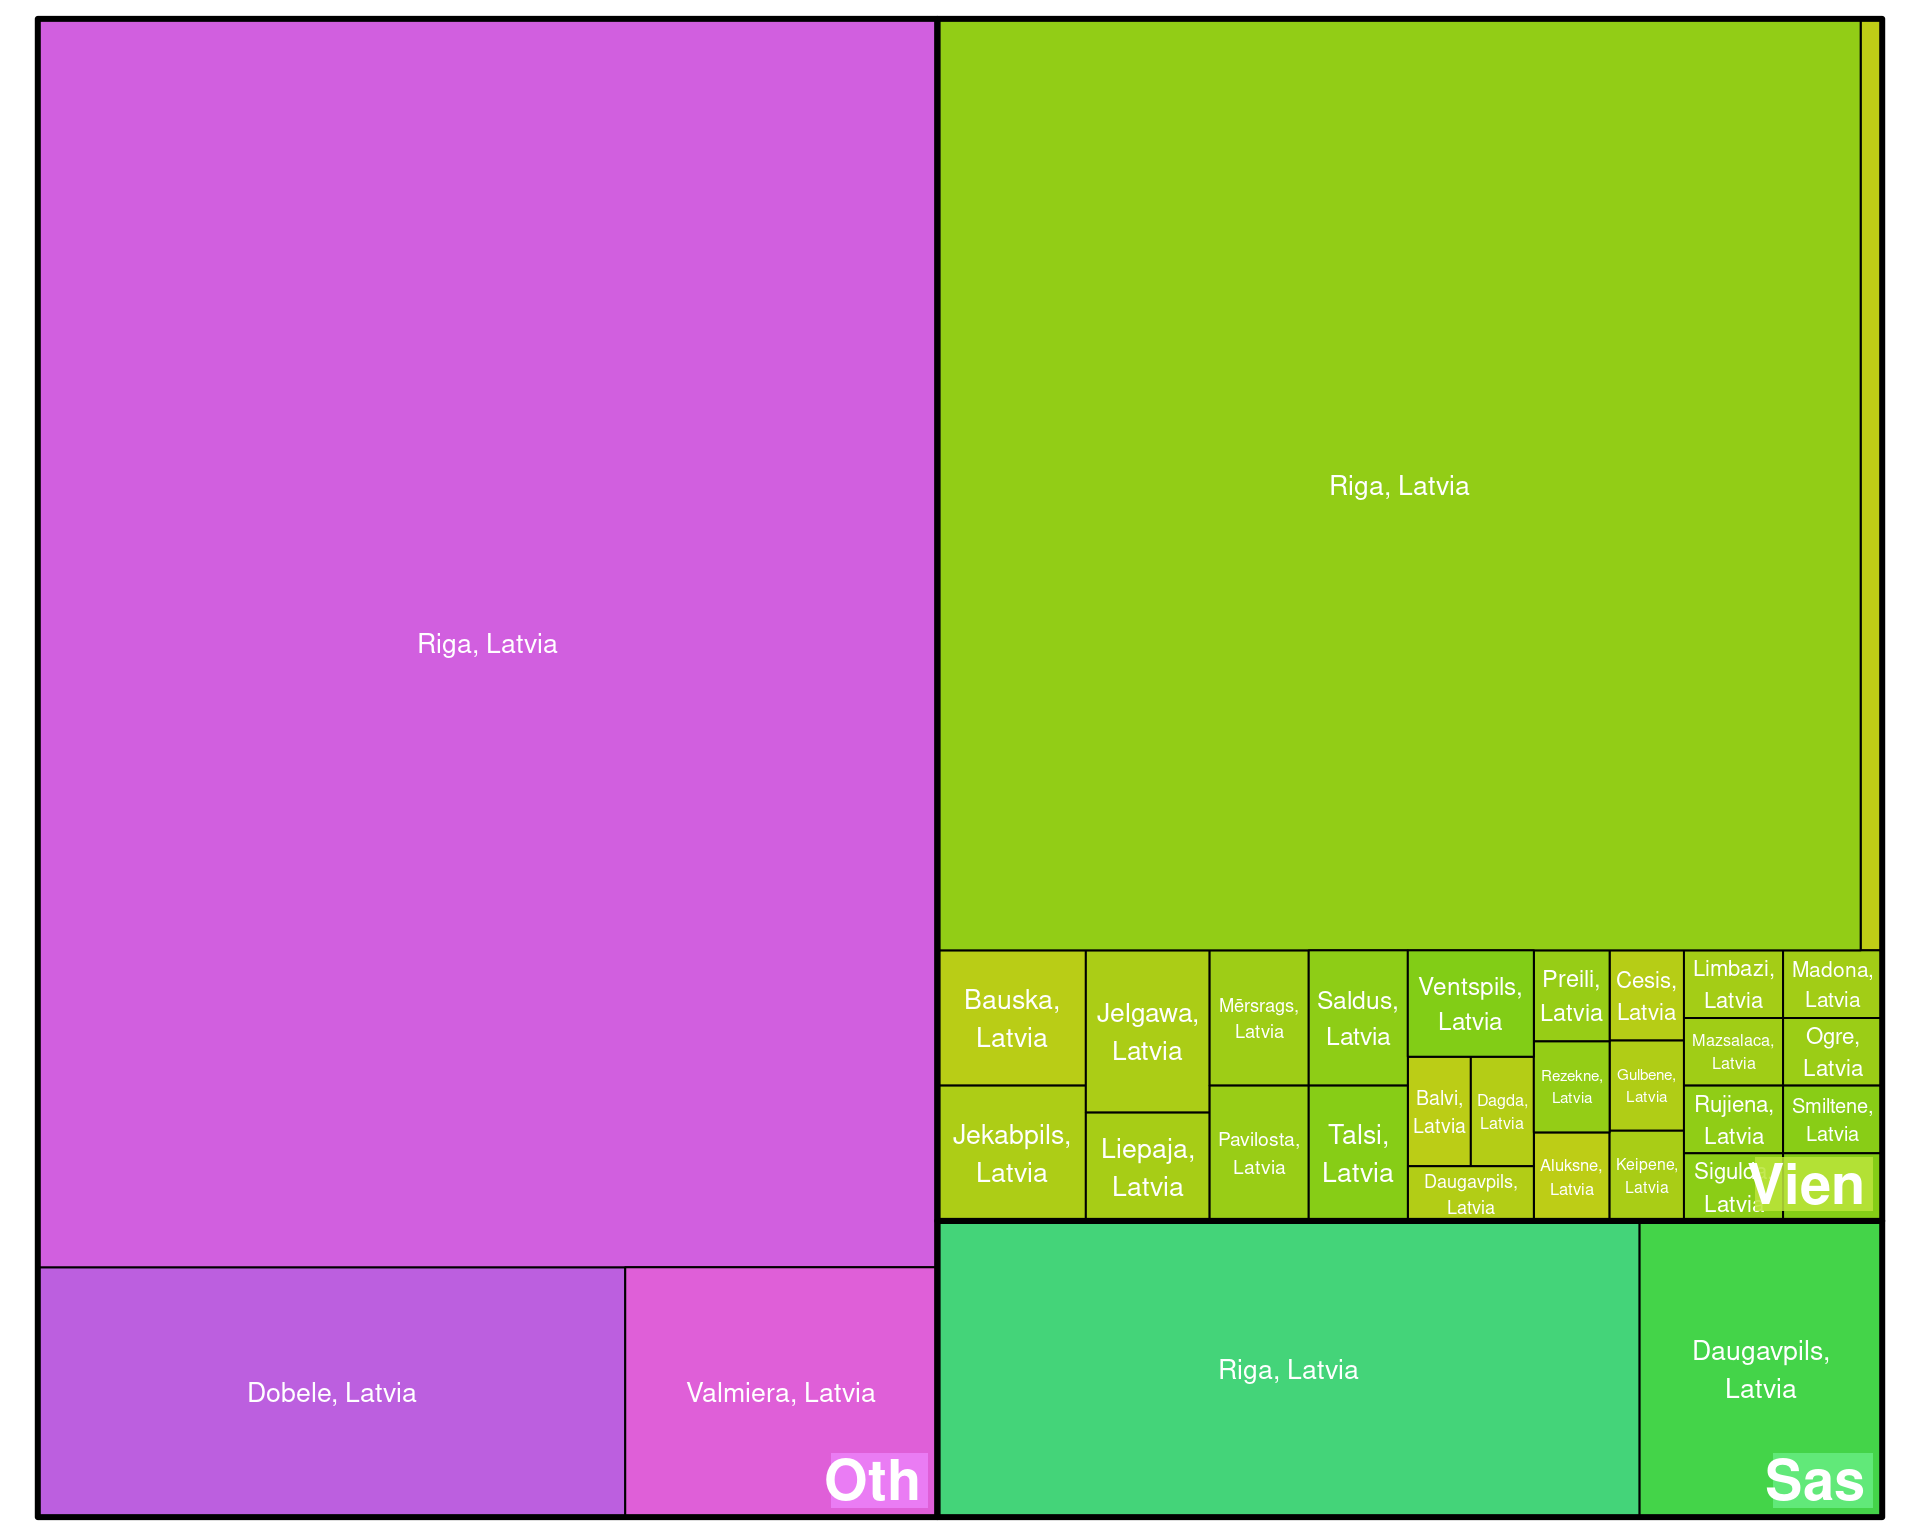 Riga, Latvia
Dobele, Latvia
Valmiera, Latvia
Oth
Riga, Latvia
Bauska,
Latvia
Jekabpils,
Latvia
Jelgawa,
Latvia
Liepaja,
Latvia
Mērsrags,
Latvia
Pavilosta,
Latvia
Saldus,
Latvia
Talsi,
Latvia
Ventspils,
Latvia
Balvi,
Latvia
Dagda,
Latvia
Daugavpils,
Latvia
Preili,
Latvia
Rezekne,
Latvia
Aluksne,
Latvia
Cesis,
Latvia
Gulbene,
Latvia
Keipene,
Latvia
Limbazi,
Latvia
Mazsalaca,
Latvia
Rujiena,
Latvia
Latvia
Madona,
Latvia
Ogre,
Latvia
Smiltene,
Latvia
Vien
Riga, Latvia
Daugavpils,
Latvia
Sas